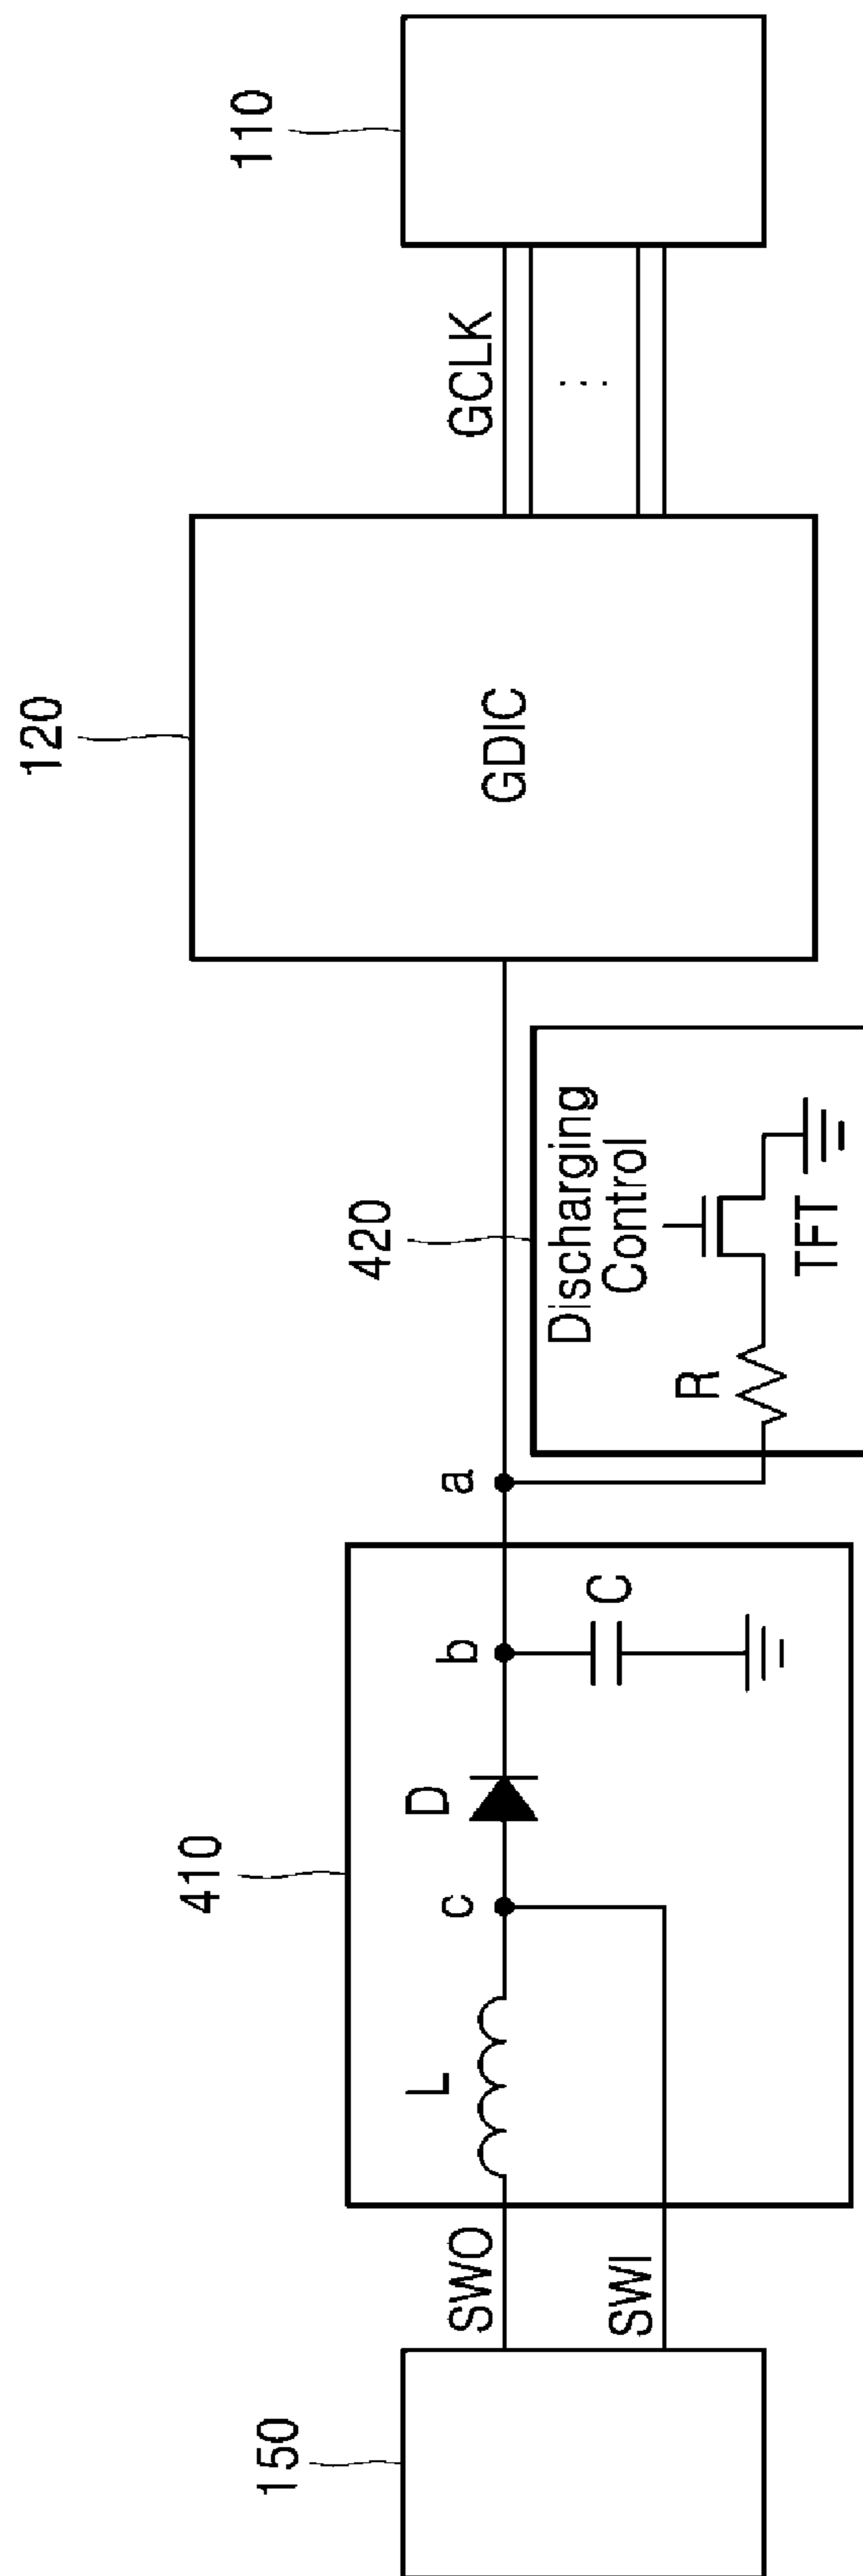 150
SWO
SWI
410
L
c
D
b
C
a
420
Discharging
Control
R
TFT
120
GDIC
GCLK
...
110